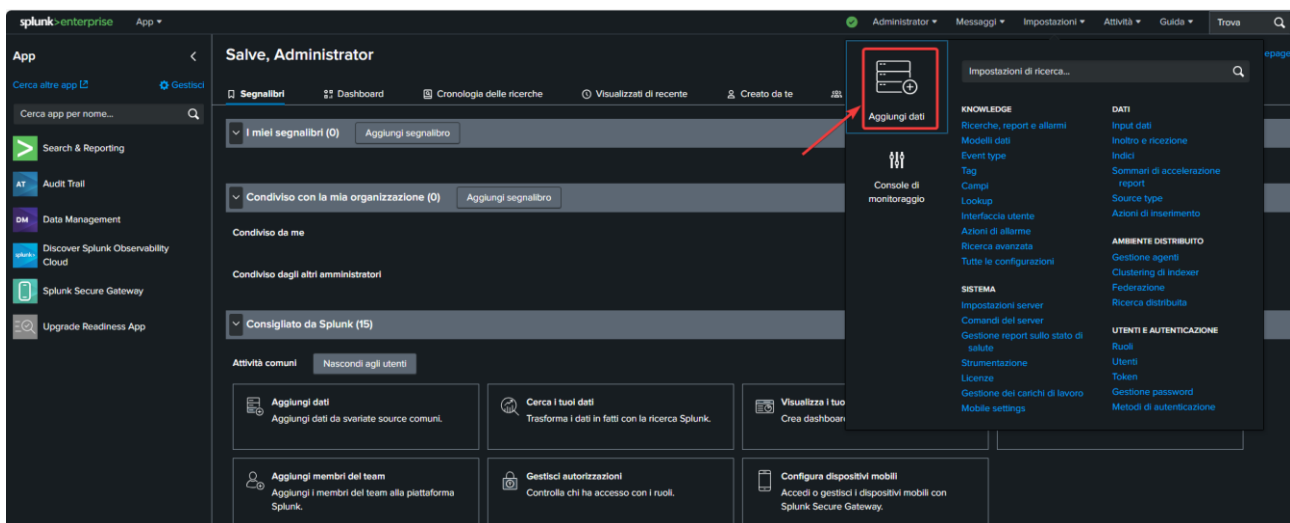 splunk>enterprise App
Administrator Messaggi Impostazioni Attività Guida Trova
App
Cerca altre app Gestisci
Cerca app per nome...
Search & Reporting
AT Audit Trail
DM Data Management
splunk> Discover Splunk Observability
Cloud
Splunk Secure Gateway
Upgrade Readiness App
Salve, Administrator
Segnalibri Dashboard Cronologia delle ricerche Visualizzati di recente Creato da te
I miei segnalibri (0) Aggiungi segnalibro
Condiviso con la mia organizzazione (0) Aggiungi segnalibro
Condiviso da me
Condiviso dagli altri amministratori
Consigliato da Splunk (15)
Attività comuni Nascondi agli utenti
Aggiungi dati
Aggiungi dati da svariate source comuni.
Cerca i tuoi dati
Trasforma i dati in fatti con la ricerca Splunk.
Visualizza i tuo
Crea dashboar
Aggiungi membri del team
Aggiungi i membri del team alla piattaforma
Splunk.
Gestisci autorizzazioni
Controlla chi ha accesso con i ruoli.
Configura dispositivi mobili
Accedi o gestisci i dispositivi mobili con
Splunk Secure Gateway.
Aggiungi dati
Console di
monitoraggio
Impostazioni di ricerca...
KNOWLEDGE
Ricerche, report e allarmi
Modelli dati
Event type
Tag
Campi
Lookup
Interfaccia utente
Azioni di allarme
Ricerca avanzata
Tutte le configurazioni
SISTEMA
Impostazioni server
Comandi del server
Gestione report sullo stato di
salute
Strumentazione
Licenze
Gestione dei carichi di lavoro
Mobile settings
DATI
Input dati
Inoltro e ricezione
Indici
Sommari di accelerazione
report
Source type
Azioni di inserimento
AMBIENTE DISTRIBUITO
Gestione agenti
Clustering di indexer
Federazione
Ricerca distribuita
UTENTI E AUTENTICAZIONE
Ruoli
Utenti
Token
Gestione password
Metodi di autenticazione
epage